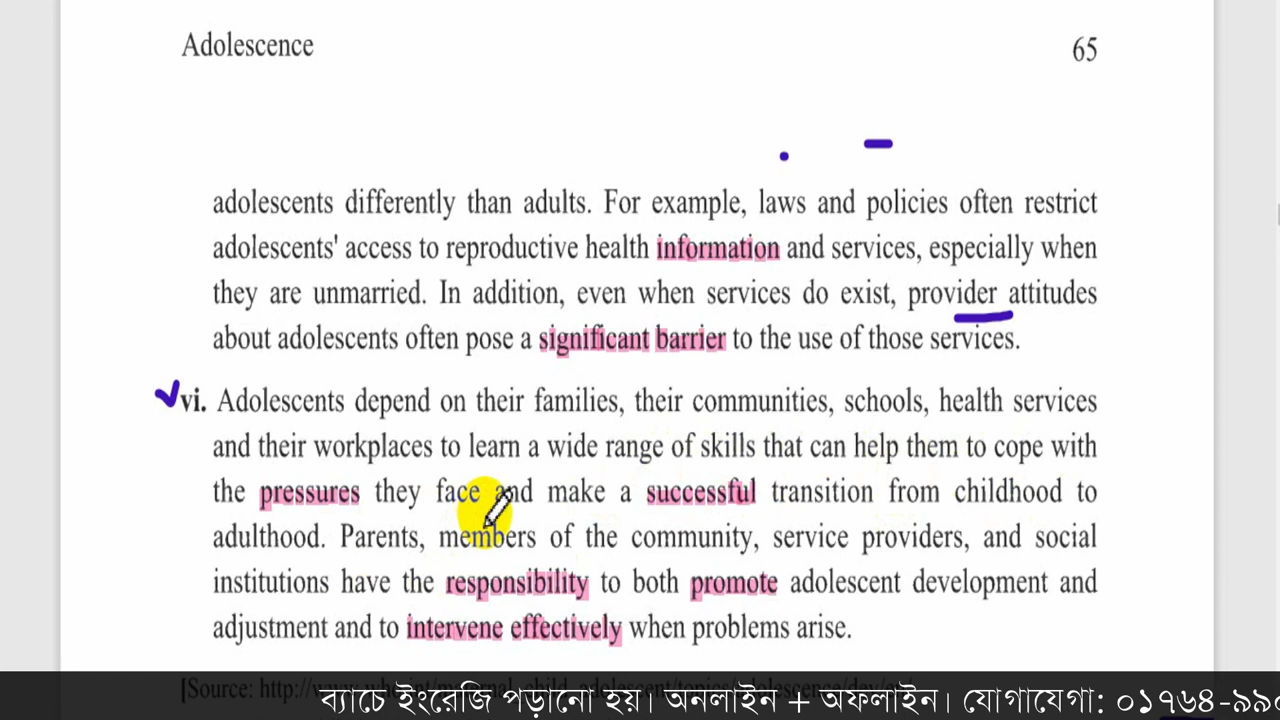 Adolescence 65
adolescents differently than adults. For example, laws and policies often restrict
adolescents' access to reproductive health information and services, especially when
they are unmarried. In addition, even when services do exist, provider attitudes
about adolescents often pose a significant barrier to the use of those services.
vi. Adolescents depend on their families, their communities, schools, health services
and their workplaces to learn a wide range of skills that can help them to cope with
the pressures they face and make a successful transition from childhood to
adulthood. Parents, members of the community, service providers, and social
institutions have the responsibility to both promote adolescent development and
adjustment and to intervene effectively when problems arise.
[Source:
ব্যাচে ইংরেজি পড়ানো হয়। অনলাইন + অফলাইন। যোগাযেগা: ০১৭৬৪-৯৯